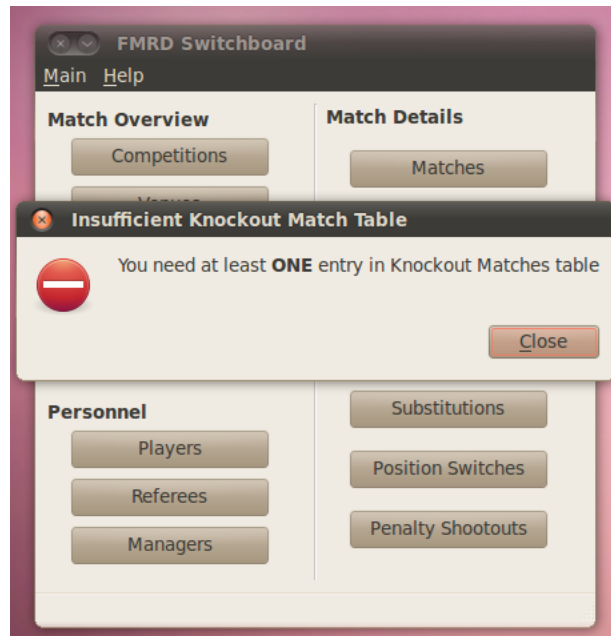 FMRD Switchboard
Main Help
Match Overview
Match Details
Competitions
Matches
Insufficient Knockout Match Table
You need at least ONE entry in Knockout Matches table
Close
Personnel
Substitutions
Players
Position Switches
Referees
Penalty Shootouts
Managers